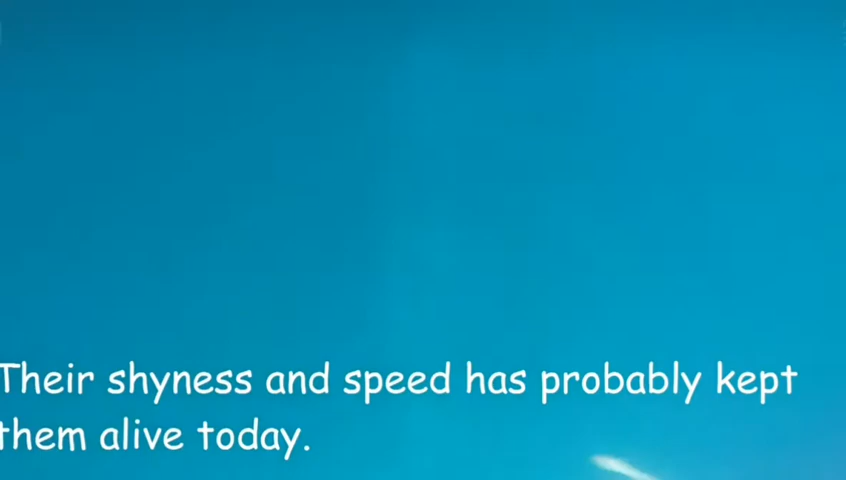 Their shyness and speed has probably kept
them alive today.